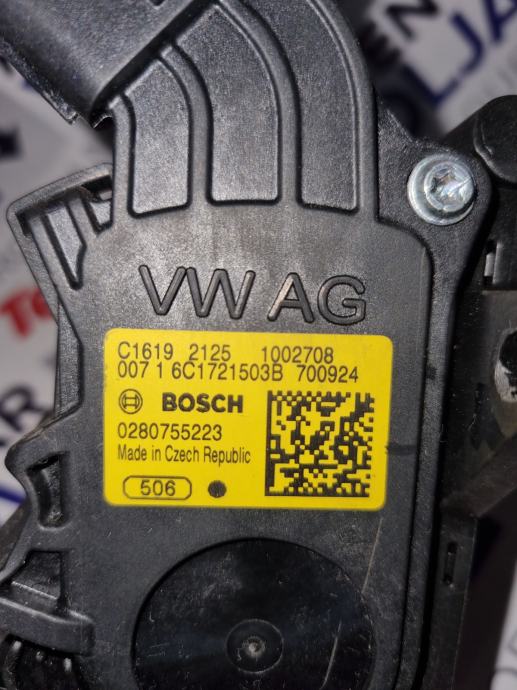 VW AG
C1619 2125 1002708
007 1 6C1721503B 700924
BOSCH
0280755223
Made in Czech Republic
506